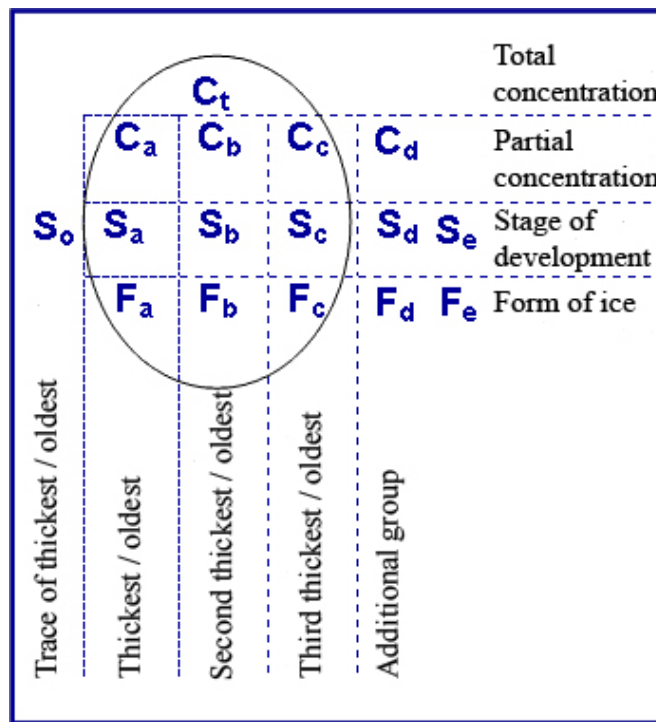 Total
concentration
Ct
Ca Cb Cc Cd
Partial
concentration
So Sa Sb Sc Sd Se
Stage of
development
Fa Fb Fc Fd Fe
Form of ice
Trace of thickest / oldest
Thickest / oldest
Second thickest / oldest
Third thickest / oldest
Additional group